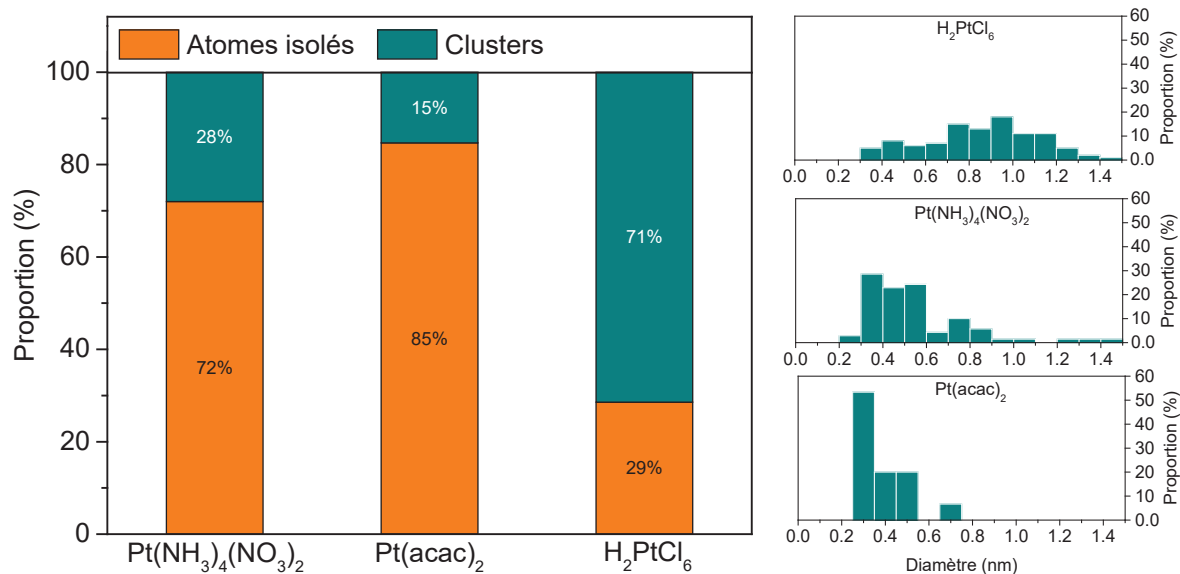 Atomes isolés Clusters
Proportion (%)
100
80
60
40
20
0
28%
72%
15%
85%
71%
29%
Pt(NH₃)₄(NO₃)₂ Pt(acac)₂ H₂PtCl₆
H₂PtCl₆
60
50
40
30
20
10
0.0
Proportion (%)
0.0 0.2 0.4 0.6 0.8 1.0 1.2 1.4
Pt(NH₃)₄(NO₃)₂
60
50
40
30
20
10
0.0
Proportion (%)
0.0 0.2 0.4 0.6 0.8 1.0 1.2 1.4
Pt(acac)₂
60
50
40
30
20
10
0.0
Proportion (%)
0.0 0.2 0.4 0.6 0.8 1.0 1.2 1.4
Diamètre (nm)